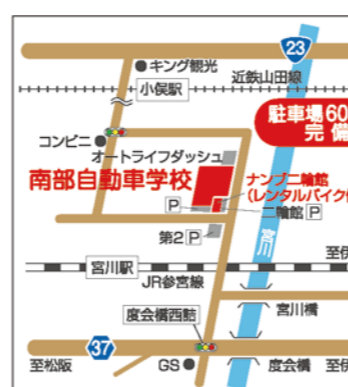 23
キング観光
近鉄山田線
小俣駅
駐車場60
完備
コンビニ
オートライフダッシュ
南部自動車学校
ナンブ二輪館
(レンタルバイク
P
二輪館 P
第2 P
宮川
宮川駅
至伊
JR参宮線
宮川橋
度会橋西詰
37
至伊
至松阪
GS
度会橋